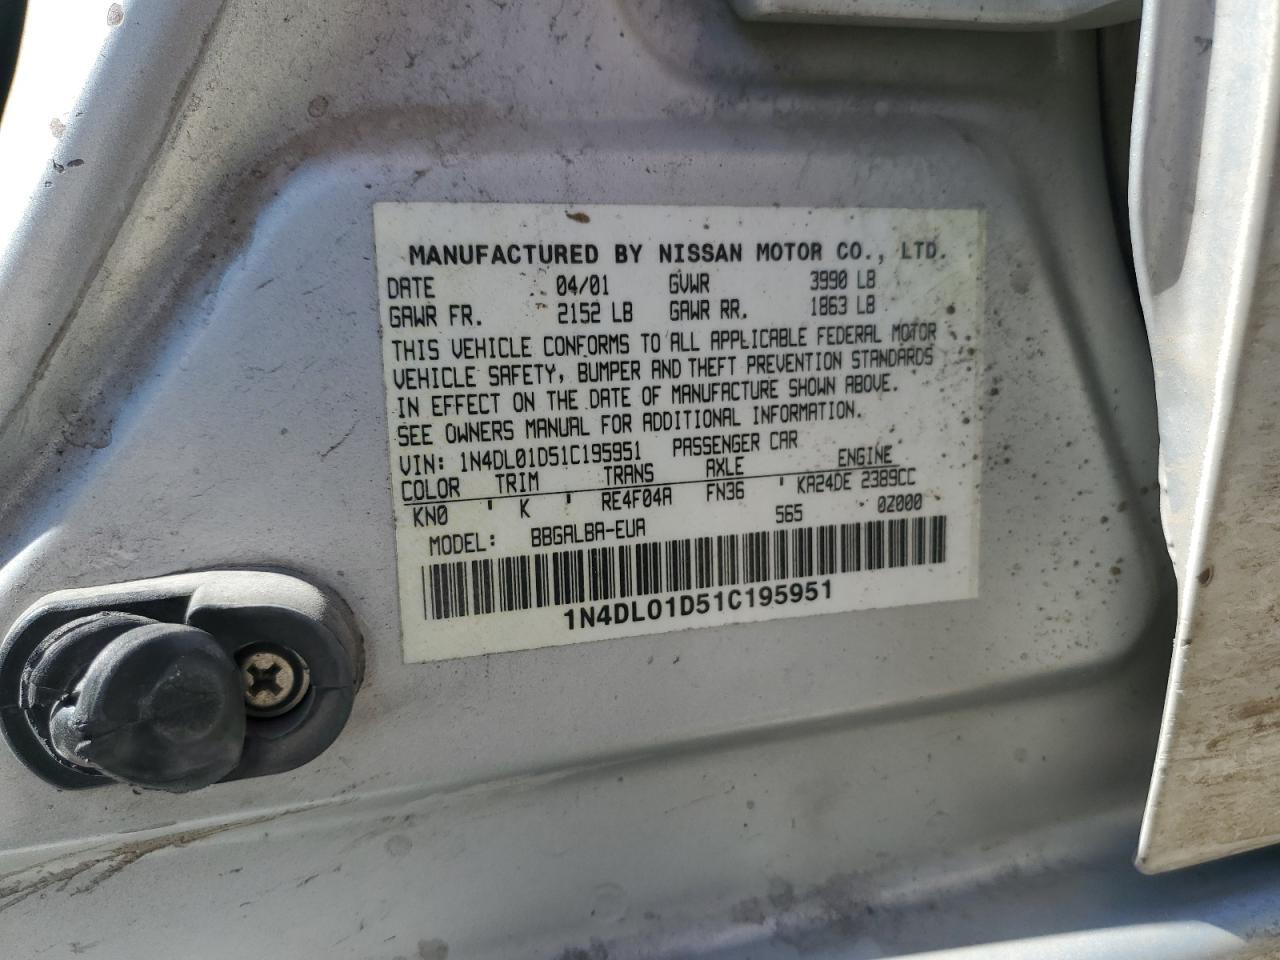 MANUFACTURED BY NISSAN MOTOR CO., LTD.
DATE 04/01 GVWR 3990 LB
GAWR FR. 2152 LB GAWR RR. 1863 LB
THIS VEHICLE CONFORMS TO ALL APPLICABLE FEDERAL MOTOR
VEHICLE SAFETY, BUMPER AND THEFT PREVENTION STANDARDS
IN EFFECT ON THE DATE OF MANUFACTURE SHOWN ABOVE.
SEE OWNERS MANUAL FOR ADDITIONAL INFORMATION.
VIN: 1N4DL01D51C195951 PASSENGER CAR
COLOR TRIM TRANS AXLE ENGINE
KN0 ' K ' RE4F04A FN36 ' KA24DE 2389CC
MODEL: BBGALBA-EUA 565 0Z000
1N4DL01D51C195951